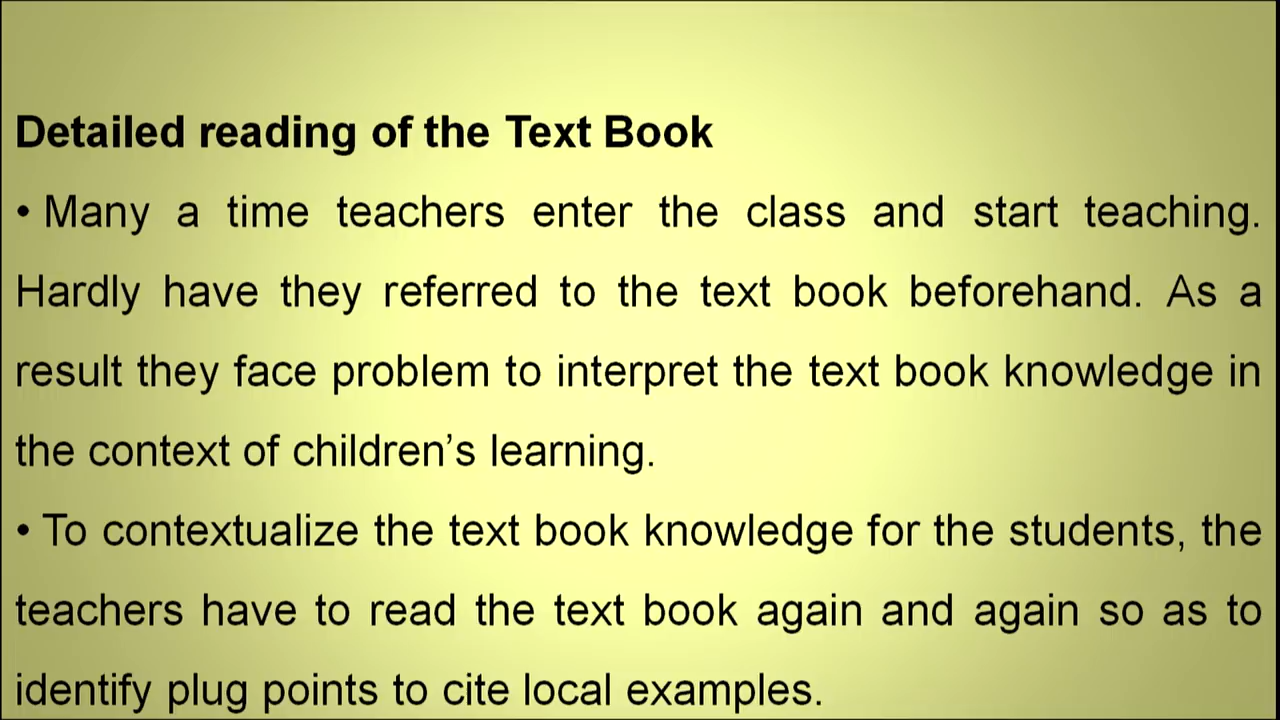 Detailed reading of the Text Book
• Many a time teachers enter the class and start teaching.
Hardly have they referred to the text book beforehand. As a
result they face problem to interpret the text book knowledge in
the context of children’s learning.
• To contextualize the text book knowledge for the students, the
teachers have to read the text book again and again so as to
identify plug points to cite local examples.